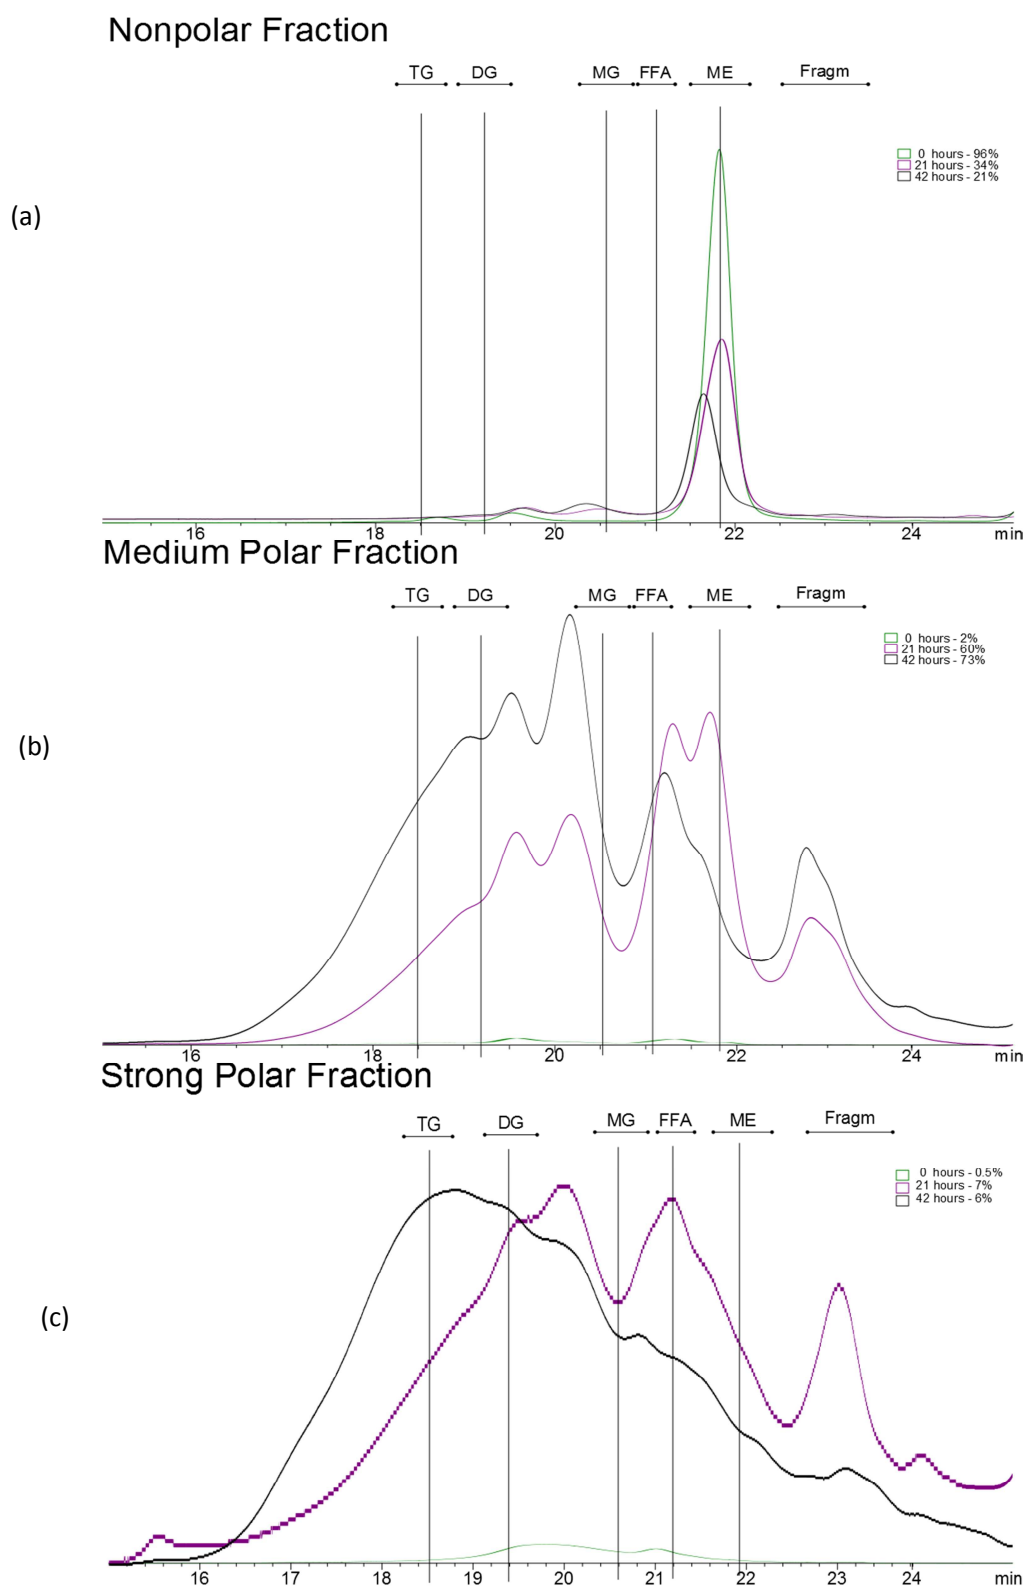 Nonpolar Fraction
TG DG MG FFA ME Fragm
0 hours - 96%
21 hours - 34%
42 hours - 21%
(a)
16 18 20 22 24 min
Medium Polar Fraction
TG DG MG FFA ME Fragm
0 hours - 2%
21 hours - 60%
42 hours - 73%
(b)
16 18 20 22 24 min
Strong Polar Fraction
TG DG MG FFA ME Fragm
0 hours - 0.5%
21 hours - 7%
42 hours - 6%
(c)
16 17 18 19 20 21 22 23 24 min